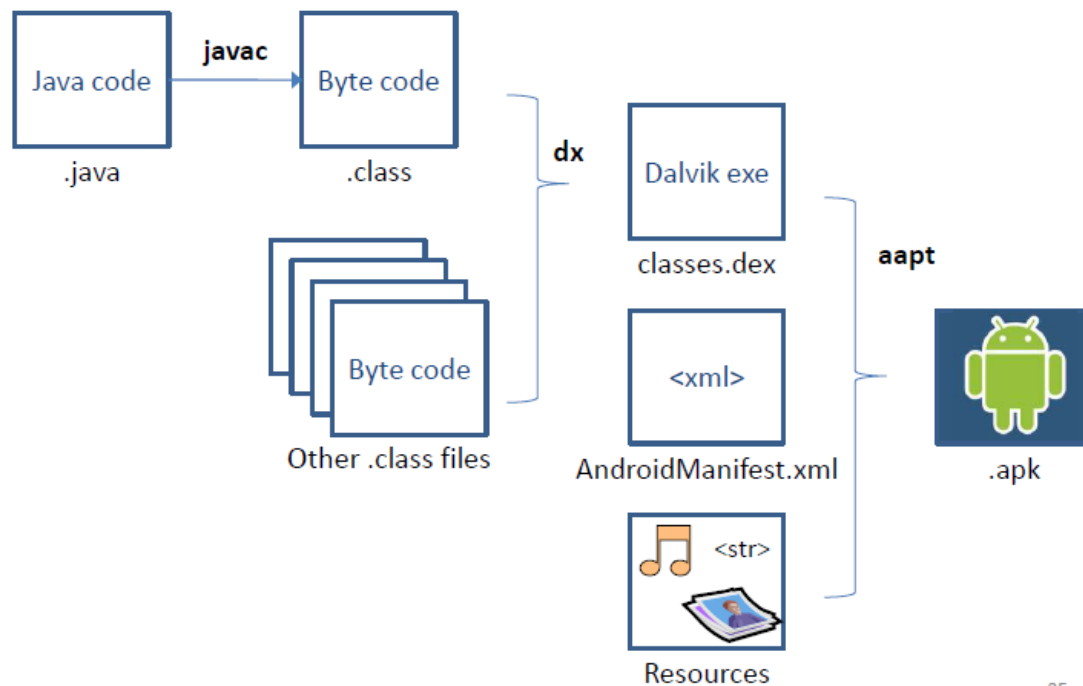 javac
Java code
Byte code
.java
.class
dx
Dalvik exe
classes.dex
aapt
Byte code
Other .class files
<xml>
AndroidManifest.xml
.apk
<str>
Resources